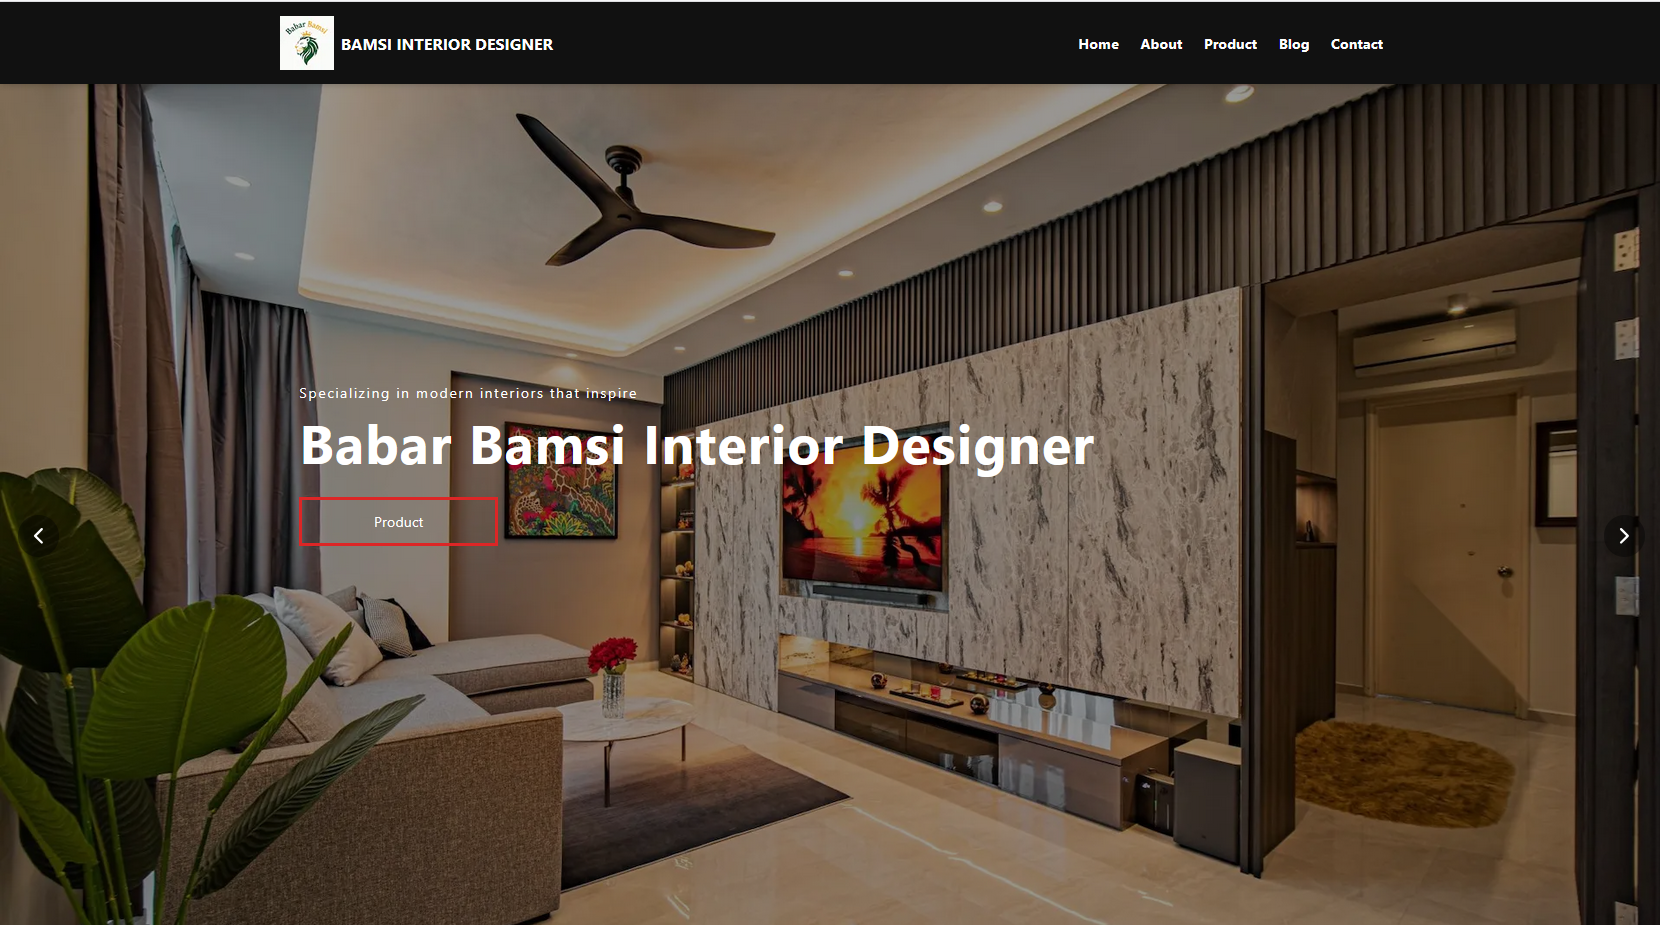 Babar Bamsi
BAMSI INTERIOR DESIGNER
Home
About
Product
Blog
Contact
Specializing in modern interiors that inspire
Babar Bamsi Interior Designer
Product